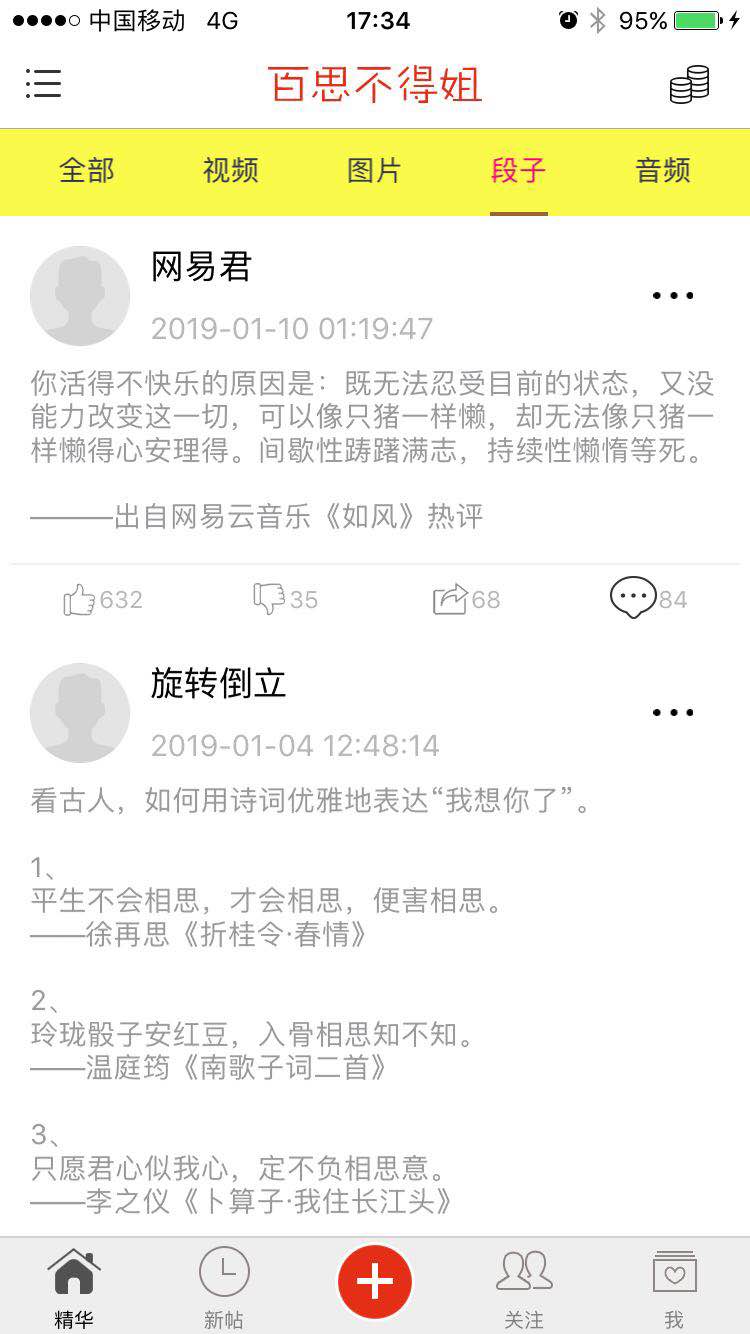 中国移动 4G 17:34 95%
百思不得姐
全部 视频 图片 段子 音频
网易君
2019-01-10 01:19:47
你活得不快乐的原因是：既无法忍受目前的状态，又没
能力改变这一切，可以像只猪一样懒，却无法像只猪一
样懒得心安理得。间歇性踌躇满志，持续性懒惰等死。
———出自网易云音乐《如风》热评
632 35 68 84
旋转倒立
2019-01-04 12:48:14
看古人，如何用诗词优雅地表达“我想你了”。
1、
平生不会相思，才会相思，便害相思。
——徐再思《折桂令·春情》
2、
玲珑骰子安红豆，入骨相思知不知。
——温庭筠《南歌子词二首》
3、
只愿君心似我心，定不负相思意。
——李之仪《卜算子·我住长江头》
精华 新帖 关注 我